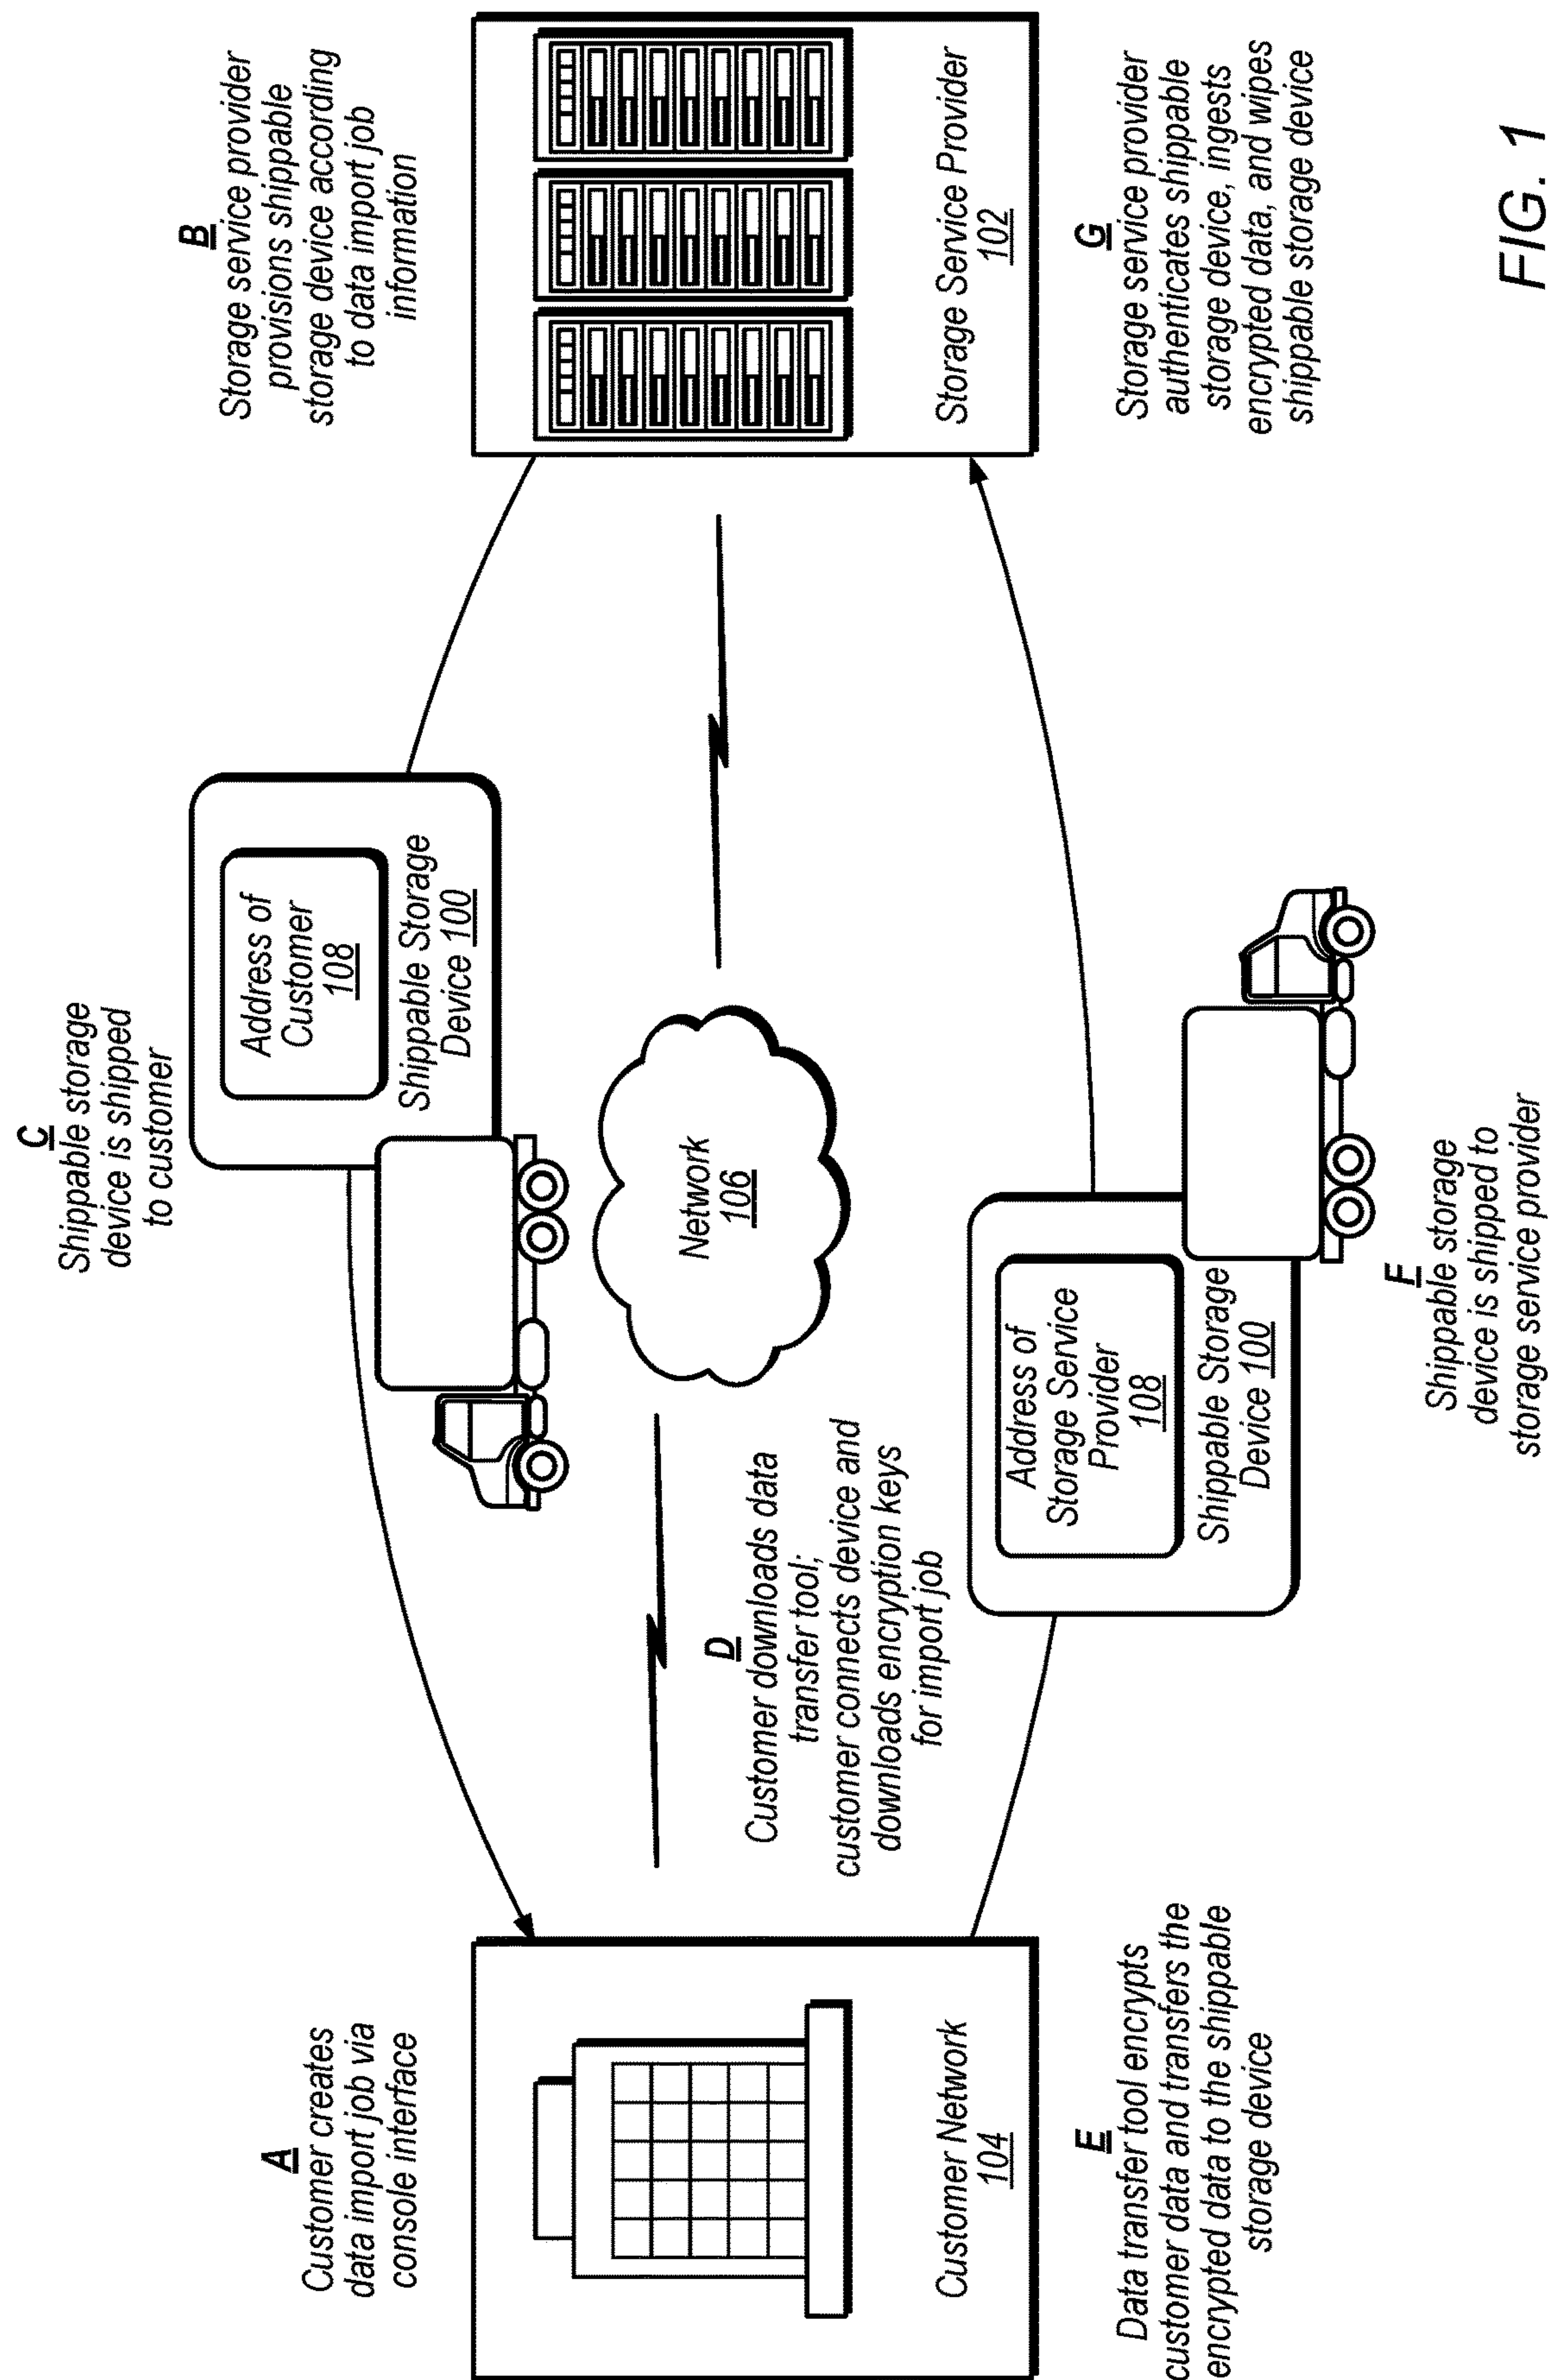 A
Customer creates
data import job via
console interface
C
Shippable storage
device is shipped
to customer
B
Storage service provider
provisions shippable
storage device according
to data import job
information
Address of
Customer
108
Shippable Storage
Device 100
Network
106
D
Customer downloads data
transfer tool;
customer connects device and
downloads encryption keys
for import job
Customer Network
104
Storage Service Provider
102
Address of
Storage Service
Provider
108
Shippable Storage
Device 100
E
Data transfer tool encrypts
customer data and transfers the
encrypted data to the shippable
storage device
F
Shippable storage
device is shipped to
storage service provider
G
Storage service provider
authenticates shippable
storage device, ingests
encrypted data, and wipes
shippable storage device
FIG. 1